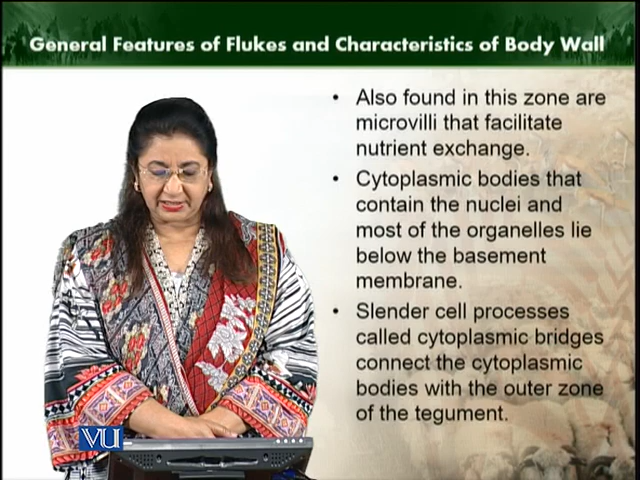 General Features of Flukes and Characteristics of Body Wall
• Also found in this zone are
microvilli that facilitate
nutrient exchange.
• Cytoplasmic bodies that
contain the nuclei and
most of the organelles lie
below the basement
membrane.
• Slender cell processes
called cytoplasmic bridges
connect the cytoplasmic
bodies with the outer zone
of the tegument.
VU